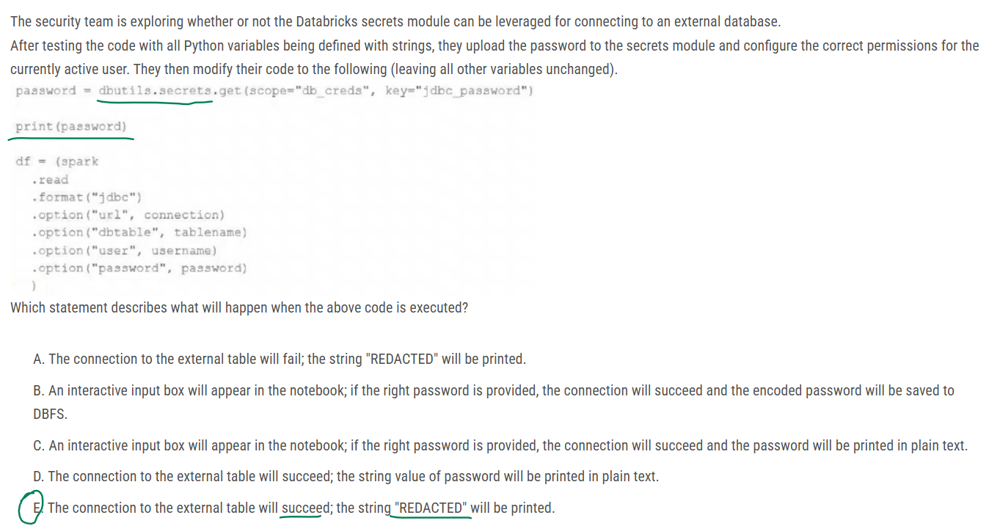 The security team is exploring whether or not the Databricks secrets module can be leveraged for connecting to an external database.
After testing the code with all Python variables being defined with strings, they upload the password to the secrets module and configure the correct permissions for the
currently active user. They then modify their code to the following (leaving all other variables unchanged).
password = dbutils.secrets.get(scope="db_creds", key="jdbc_password")
print(password)
df = (spark
.read
.format("jdbc")
.option("url", connection)
.option("dbtable", tablename)
.option("user", username)
.option("password", password)
)
Which statement describes what will happen when the above code is executed?
A. The connection to the external table will fail; the string "REDACTED" will be printed.
B. An interactive input box will appear in the notebook; if the right password is provided, the connection will succeed and the encoded password will be saved to
DBFS.
C. An interactive input box will appear in the notebook; if the right password is provided, the connection will succeed and the password will be printed in plain text.
D. The connection to the external table will succeed; the string value of password will be printed in plain text.
E. The connection to the external table will succeed; the string "REDACTED" will be printed.